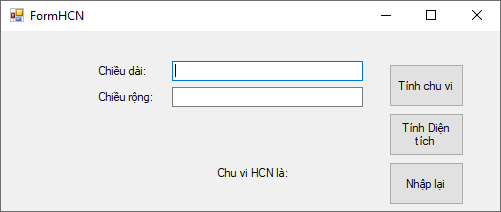 FormHCN
Chiều dài:
Chiều rộng:
Tính chu vi
Tính Diện
tích
Chu vi HCN là:
Nhập lại